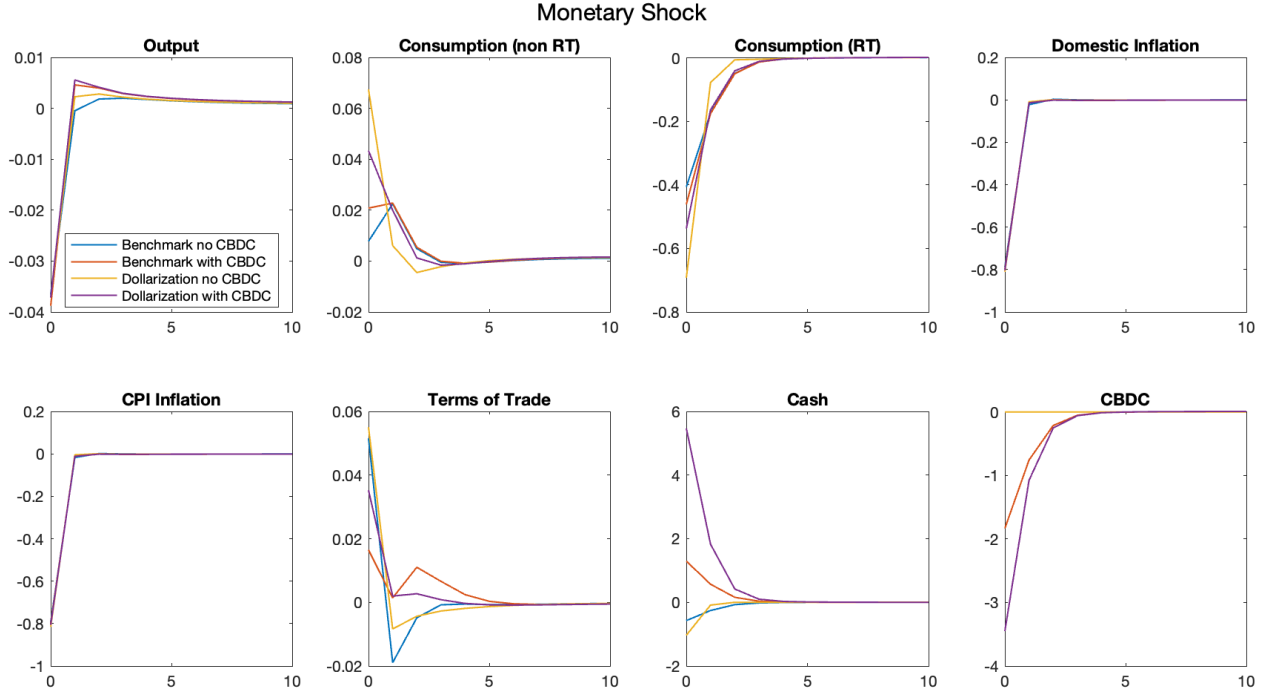 Monetary Shock
Output
0.01
0
-0.01
-0.02
-0.03
-0.04
0 5 10
Benchmark no CBDC
Benchmark with CBDC
Dollarization no CBDC
Dollarization with CBDC
Consumption (non RT)
0.08
0.06
0.04
0.02
0
-0.02
0 5 10
Consumption (RT)
0
-0.2
-0.4
-0.6
-0.8
0 5 10
Domestic Inflation
0.2
0
-0.2
-0.4
-0.6
-0.8
-1
0 5 10
CPI Inflation
0.2
0
-0.2
-0.4
-0.6
-0.8
-1
0 5 10
Terms of Trade
0.06
0.04
0.02
0
-0.02
0 5 10
Cash
6
4
2
0
-2
0 5 10
CBDC
0
-1
-2
-3
-4
0 5 10